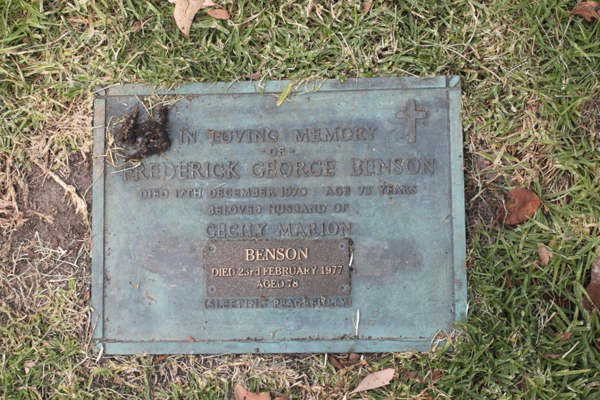 IN LOVING MEMORY
- OF -
FREDERICK GEORGE BENSON
DIED 17TH DECEMBER 1970 AGE 73 YEARS
BELOVED HUSBAND OF
CECILY MARION
BENSON
DIED 23rd FEBRUARY 1977
AGED 78
(SLEEPING PEACEFULLY)